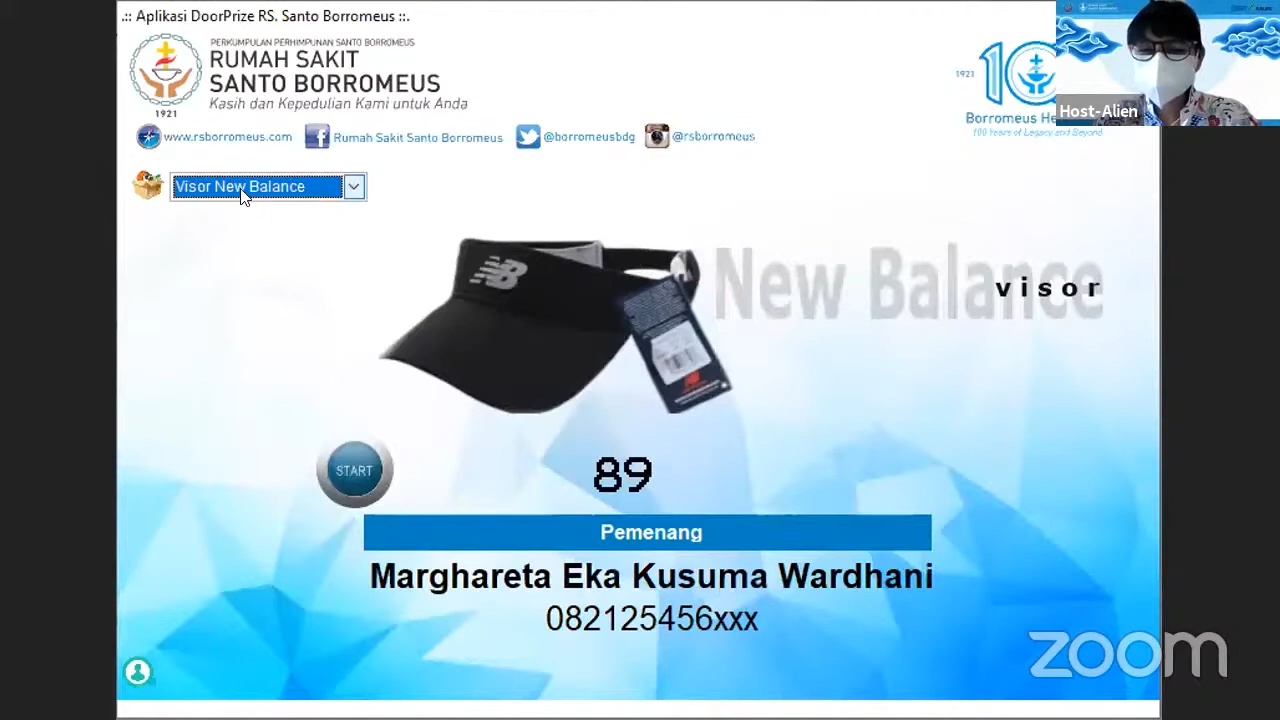 .:: Aplikasi DoorPrize RS. Santo Borromeus ::.
PERKUMPULAN PERHIMPUNAN SANTO BORROMEUS
RUMAH SAKIT
SANTO BORROMEUS
Kasih dan Kepedulian Kami untuk Anda
1921
1921
10
Borromeus He
100 Years of Legacy and Beyond
Host-Alien
www.rsborromeus.com
Rumah Sakit Santo Borromeus
@borromeusbdg
@rsborromeus
Visor New Balance
New Balance
visor
START
89
Pemenang
Marghareta Eka Kusuma Wardhani
082125456xxx
zoom